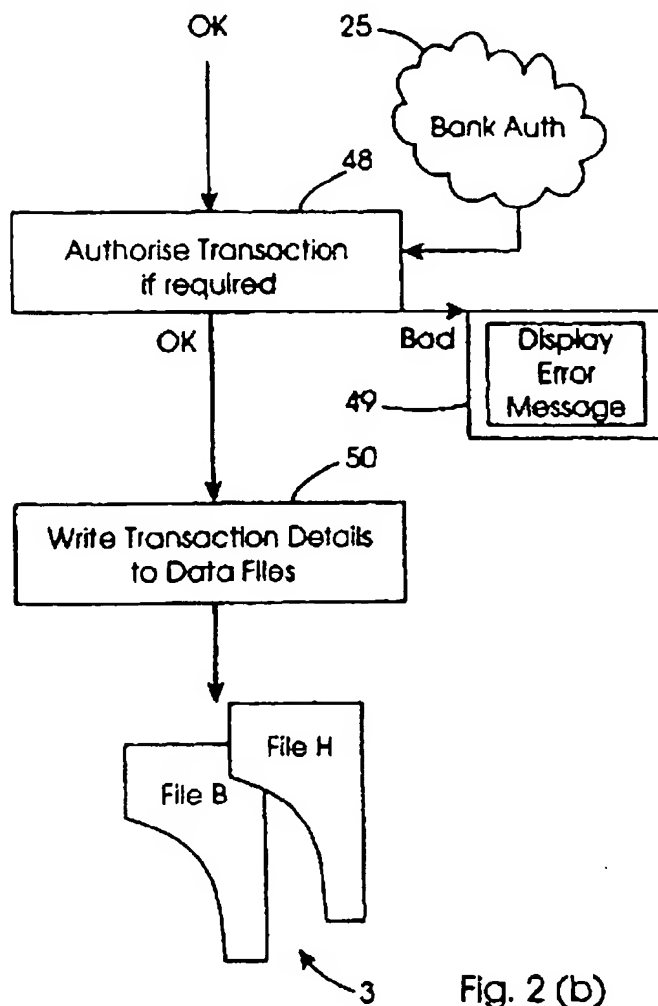 OK
25
Bank Auth
48
Authorise Transaction
if required
OK
Bad
Display
Error
Message
49
50
Write Transaction Details
to Data Files
File H
File B
3
Fig. 2 (b)